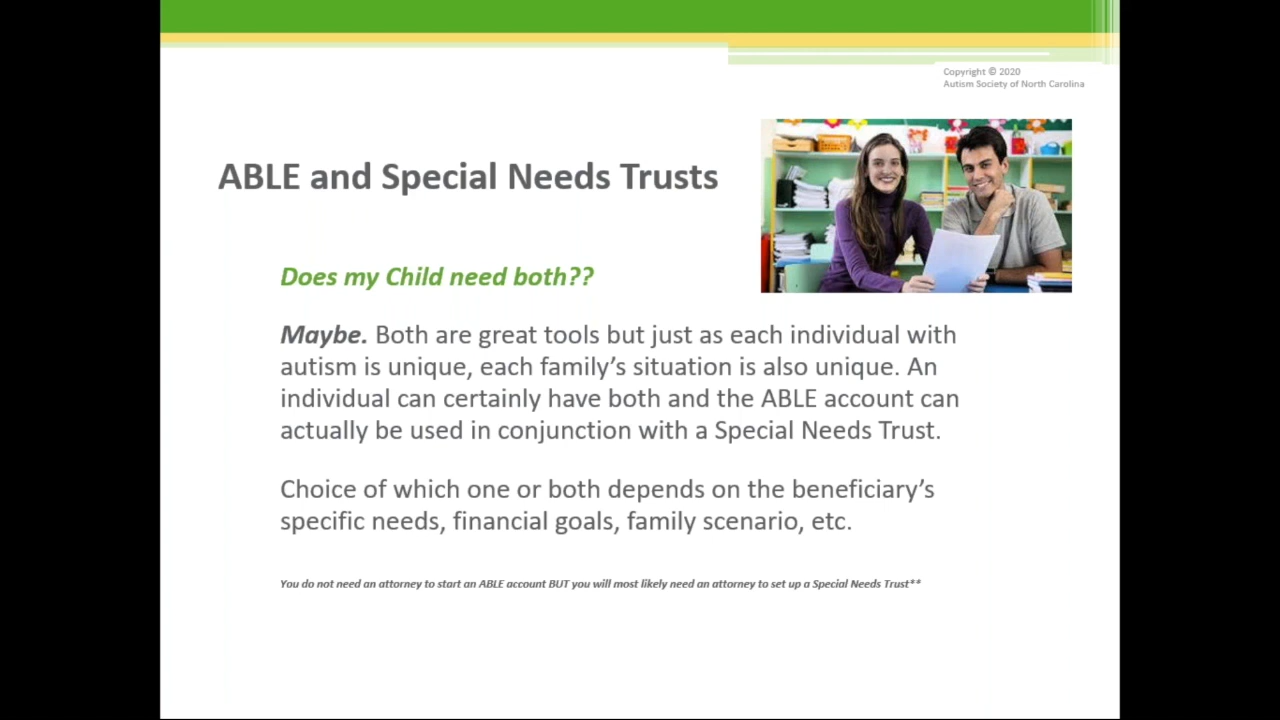 Copyright © 2020
Autism Society of North Carolina
ABLE and Special Needs Trusts
Does my Child need both??
Maybe. Both are great tools but just as each individual with
autism is unique, each family’s situation is also unique. An
individual can certainly have both and the ABLE account can
actually be used in conjunction with a Special Needs Trust.
Choice of which one or both depends on the beneficiary’s
specific needs, financial goals, family scenario, etc.
You do not need an attorney to start an ABLE account BUT you will most likely need an attorney to set up a Special Needs Trust**